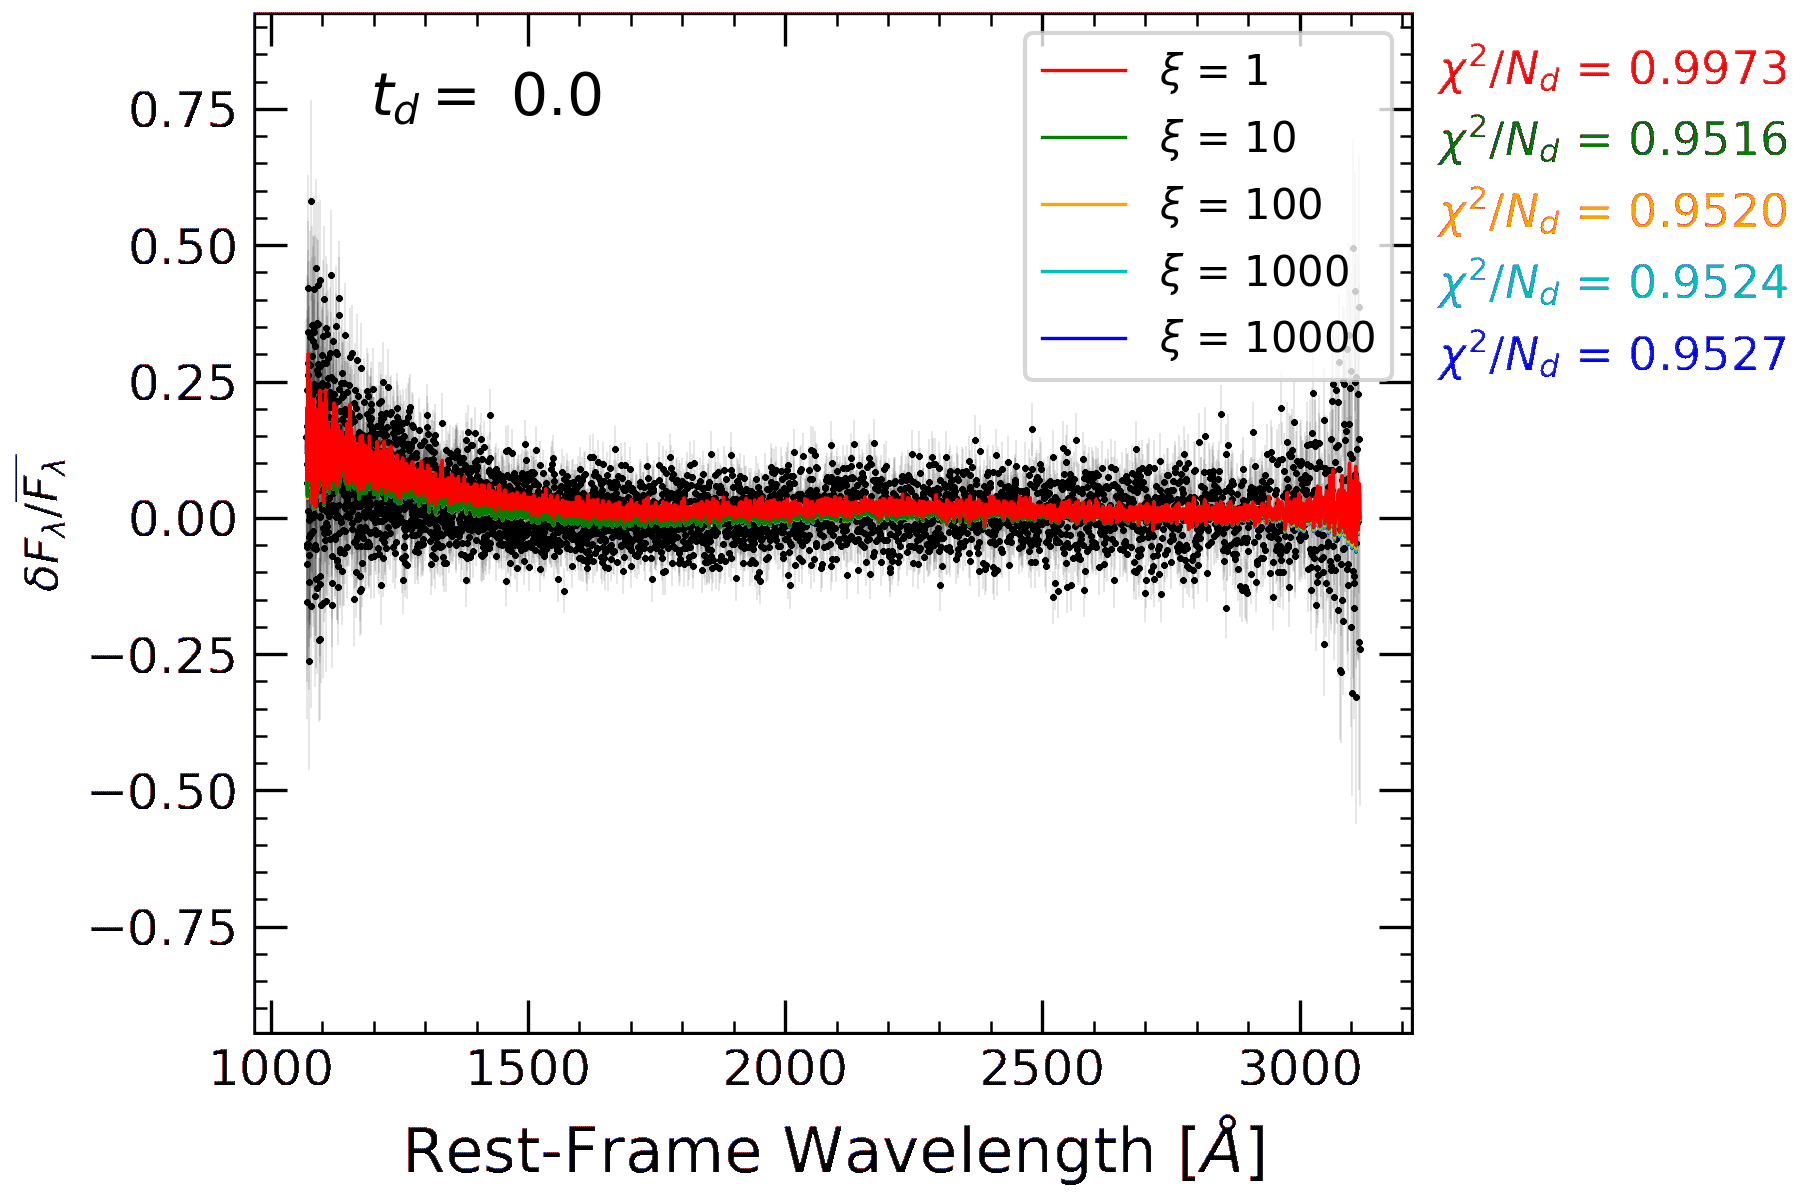 t_d = 0.0
ξ = 1
ξ = 10
ξ = 100
ξ = 1000
ξ = 10000
χ²/N_d = 0.9973
χ²/N_d = 0.9516
χ²/N_d = 0.9520
χ²/N_d = 0.9524
χ²/N_d = 0.9527
0.75
0.50
0.25
0.00
−0.25
−0.50
−0.75
δF_λ/F̅_λ
1000 1500 2000 2500 3000
Rest-Frame Wavelength [Å]